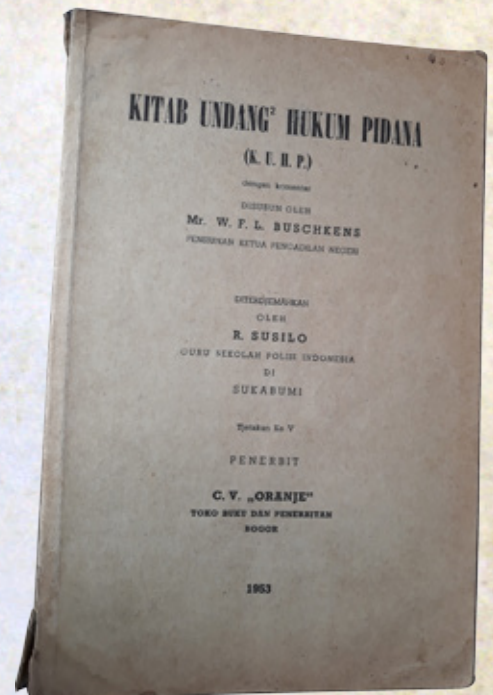 KITAB UNDANG² HUKUM PIDANA
(K. U. H. P.)
dengan komentar
DISUSUN OLEH
Mr. W. F. L. BUSCHKENS
PENSIUNAN KETUA PENGADILAN NEGERI
DITERDJEMAHKAN
OLEH
R. SUSILO
GURU SEKOLAH POLISI INDONESIA
DI
SUKABUMI
Tjetakan Ke V
PENERBIT
C. V. „ORANJE"
TOKO BUKU DAN PENERBITAN
BOGOR
1953